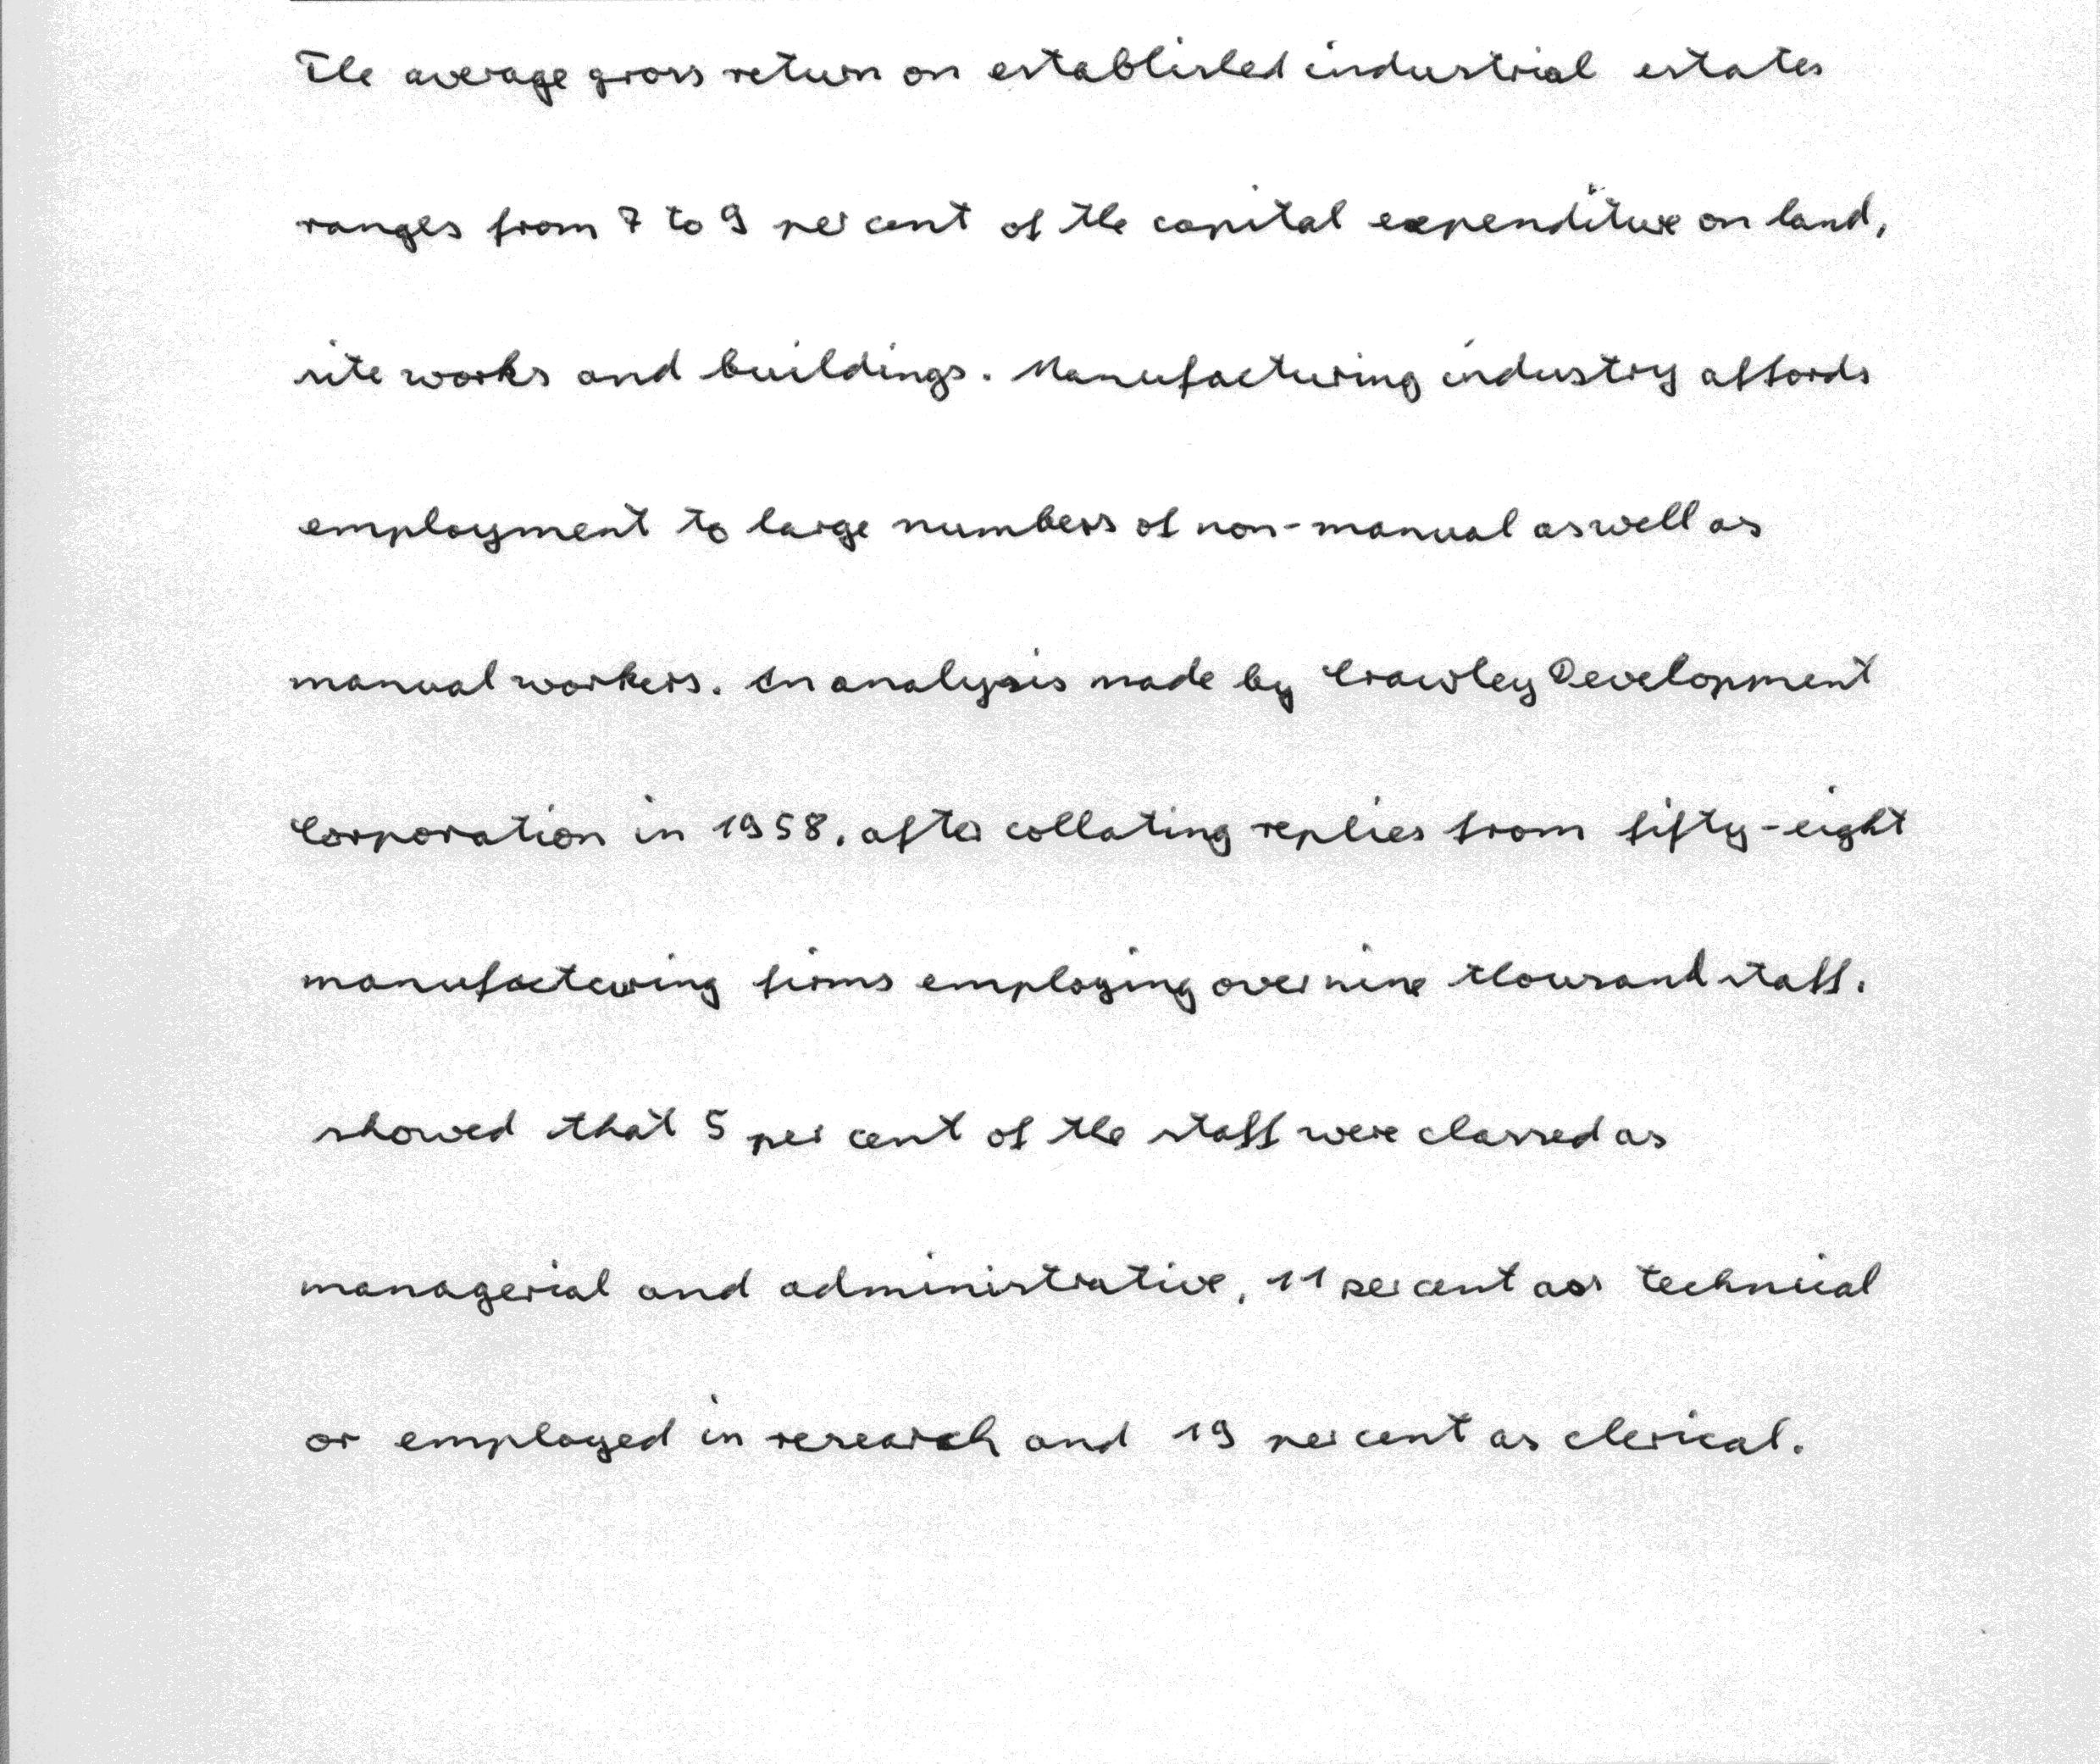 The average gross return on established industrial estates
ranges from 7 to 9 per cent of the capital expenditure on land,
site works and buildings. Manufacturing industry affords
employment to large numbers of non-manual as well as
manual workers. An analysis made by Crawley Development
Corporation in 1958, after collating replies from fifty-eight
manufacturing firms employing over nine thousand staff,
showed that 5 per cent of the staff were classed as
managerial and administrative, 11 per cent as technical
or employed in research and 19 per cent as clerical.